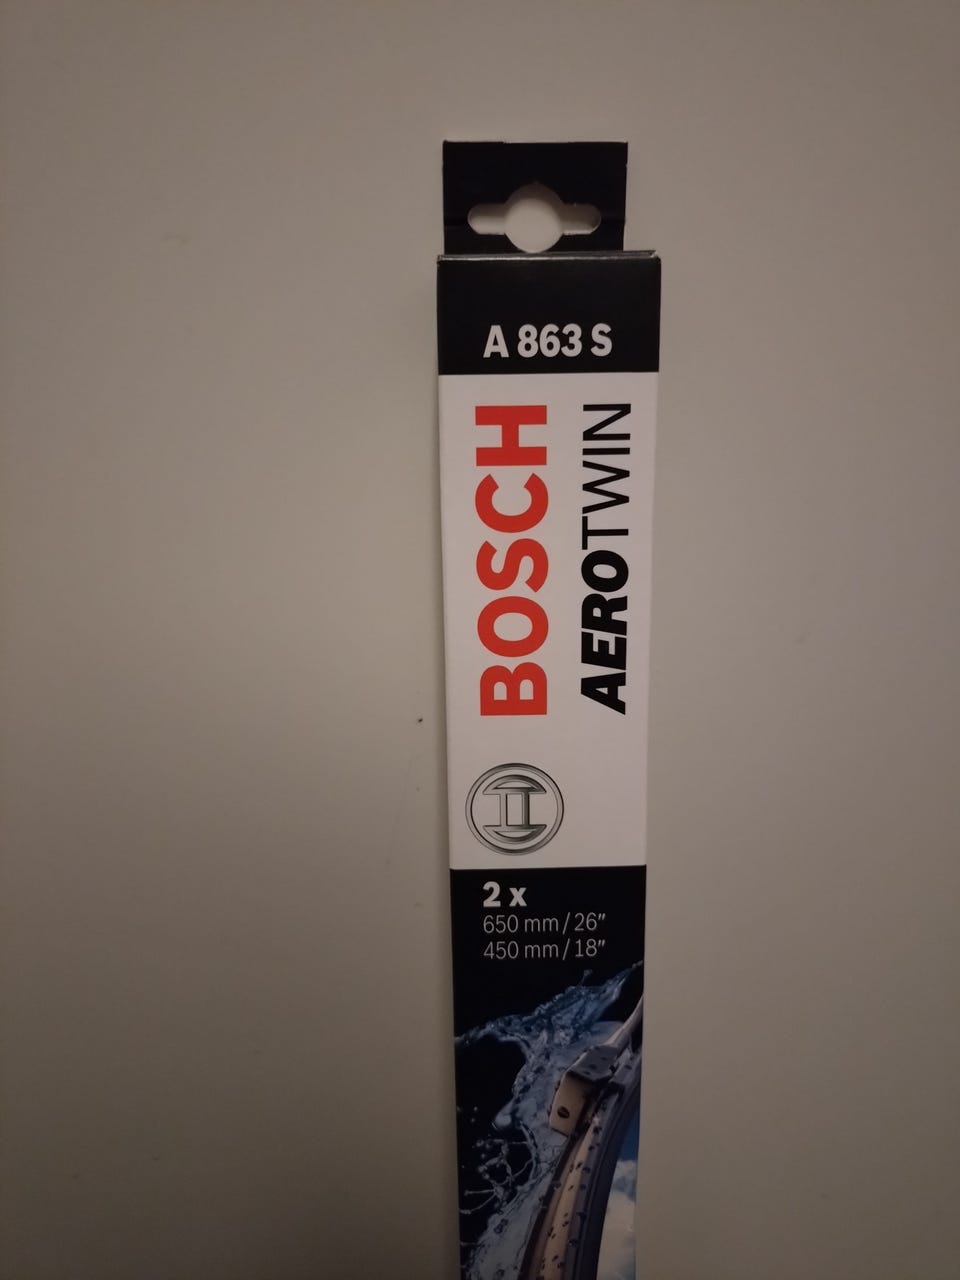 A 863 S
BOSCH
AEROTWIN
2 x
650 mm / 26"
450 mm / 18"